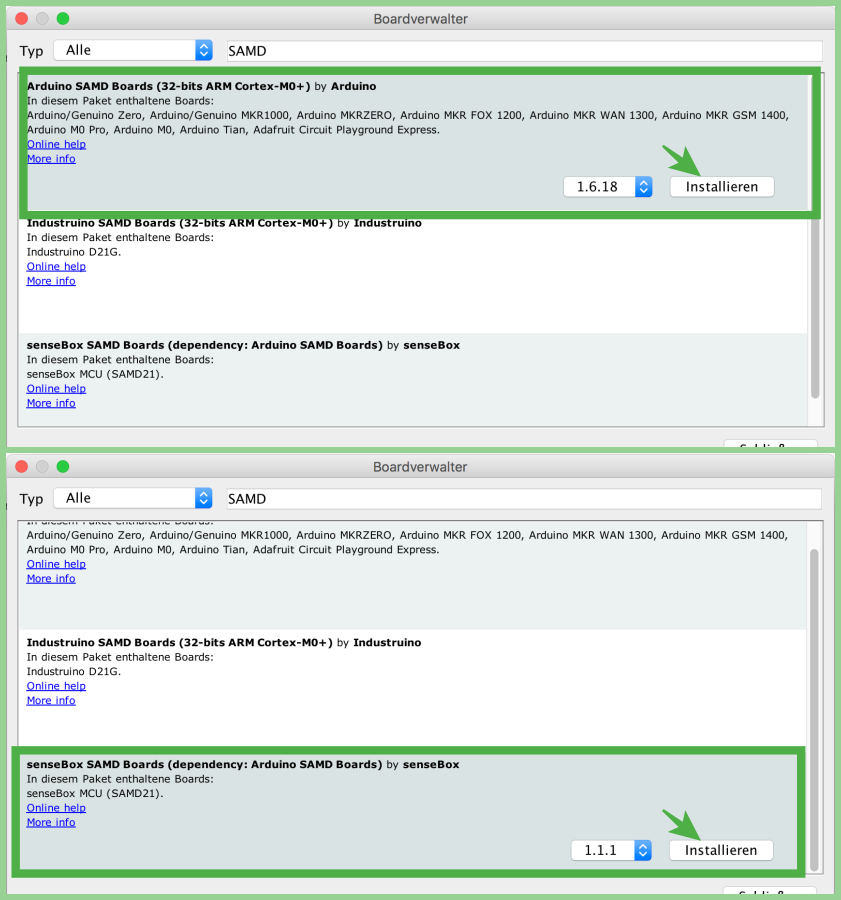 Boardverwalter
Typ Alle SAMD
Arduino SAMD Boards (32-bits ARM Cortex-M0+) by Arduino
In diesem Paket enthaltene Boards:
Arduino/Genuino Zero, Arduino/Genuino MKR1000, Arduino MKRZERO, Arduino MKR FOX 1200, Arduino MKR WAN 1300, Arduino MKR GSM 1400,
Arduino M0 Pro, Arduino M0, Arduino Tian, Adafruit Circuit Playground Express.
Online help
More info
1.6.18 Installieren
Industruino SAMD Boards (32-bits ARM Cortex-M0+) by Industruino
In diesem Paket enthaltene Boards:
Industruino D21G.
Online help
More info
senseBox SAMD Boards (dependency: Arduino SAMD Boards) by senseBox
In diesem Paket enthaltene Boards:
senseBox MCU (SAMD21).
Online help
More info
Boardverwalter
Typ Alle SAMD
In diesem Paket enthaltene Boards:
Arduino/Genuino Zero, Arduino/Genuino MKR1000, Arduino MKRZERO, Arduino MKR FOX 1200, Arduino MKR WAN 1300, Arduino MKR GSM 1400,
Arduino M0 Pro, Arduino M0, Arduino Tian, Adafruit Circuit Playground Express.
Online help
More info
Industruino SAMD Boards (32-bits ARM Cortex-M0+) by Industruino
In diesem Paket enthaltene Boards:
Industruino D21G.
Online help
More info
senseBox SAMD Boards (dependency: Arduino SAMD Boards) by senseBox
In diesem Paket enthaltene Boards:
senseBox MCU (SAMD21).
Online help
More info
1.1.1 Installieren